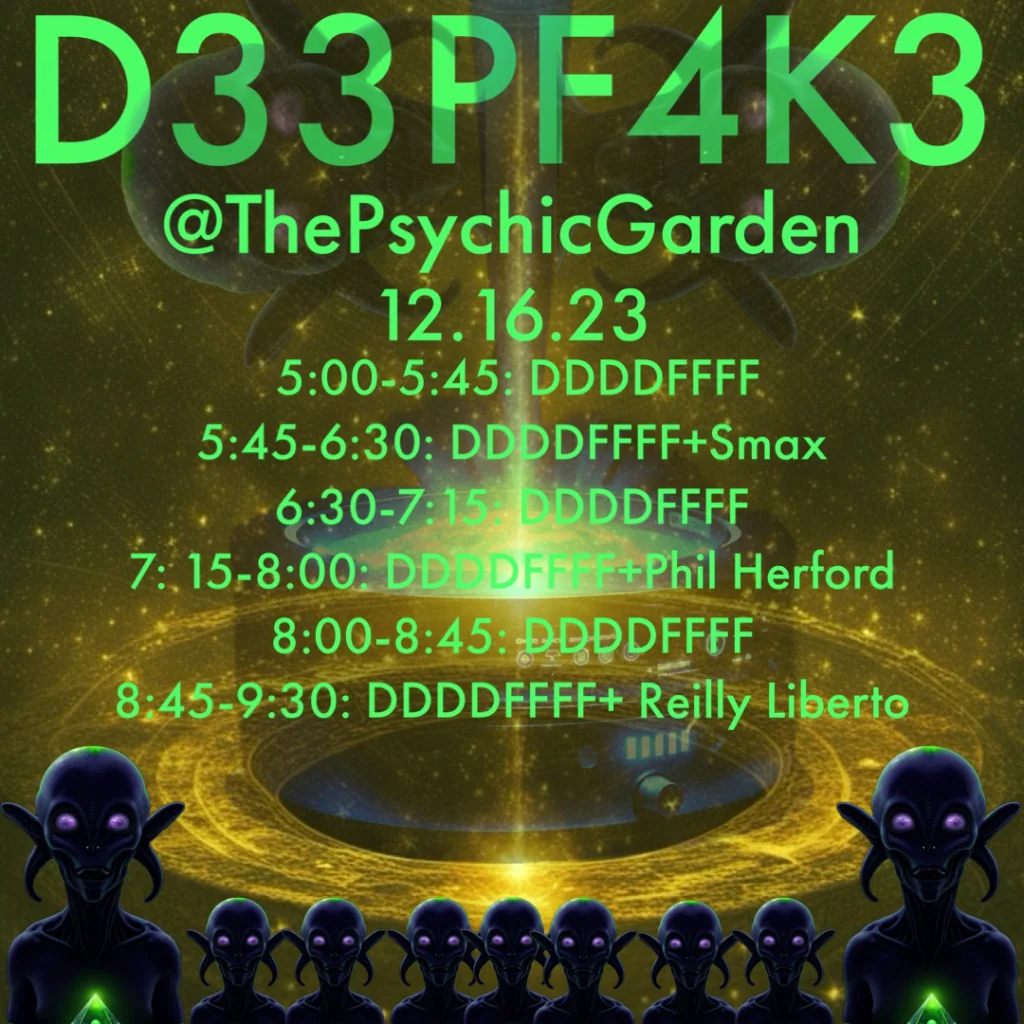 D33PF4K3
@ThePsychicGarden
12.16.23
5:00-5:45: DDDDFFFF
5:45-6:30: DDDDFFFF+Smax
6:30-7:15: DDDDFFFF
7: 15-8:00: DDDDFFFF+Phil Herford
8:00-8:45: DDDDFFFF
8:45-9:30: DDDDFFFF+ Reilly Liberto